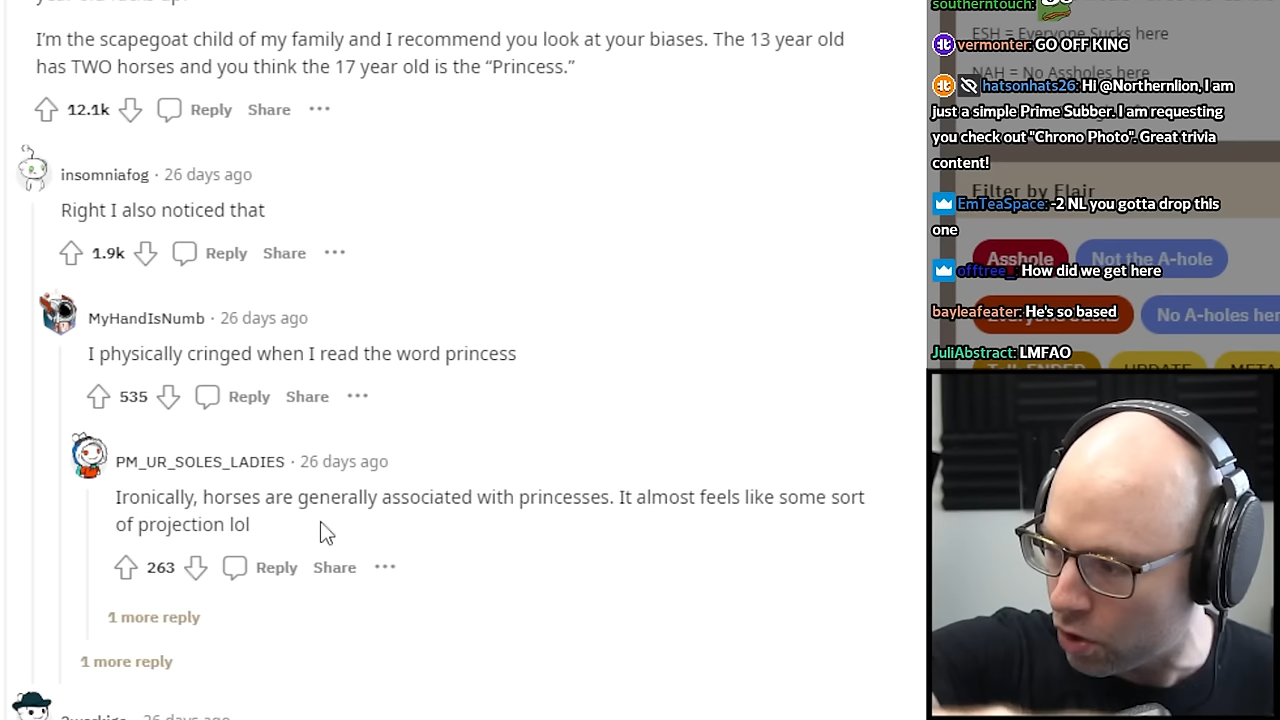 I'm the scapegoat child of my family and I recommend you look at your biases. The 13 year old
has TWO horses and you think the 17 year old is the “Princess.”
12.1k Reply Share
insomniafog · 26 days ago
Right I also noticed that
1.9k Reply Share
MyHandIsNumb · 26 days ago
I physically cringed when I read the word princess
535 Reply Share
PM_UR_SOLES_LADIES · 26 days ago
Ironically, horses are generally associated with princesses. It almost feels like some sort
of projection lol
263 Reply Share
1 more reply
1 more reply
26 days ago
southerntouch:
ESH = Everyone Sucks here
vermonter: GO OFF KING
NAH = No Assholes here
hatsonhats26: Hi @Northernlion, I am
just a simple Prime Subber. I am requesting
you check out "Chrono Photo". Great trivia
content!
Filter by Flair
EmTeaSpace: -2 NL you gotta drop this
one
Asshole Not the A-hole
offtree_: How did we get here
bayleafeater: He's so based
No A-holes her
JuliAbstract: LMFAO
UPDATE META